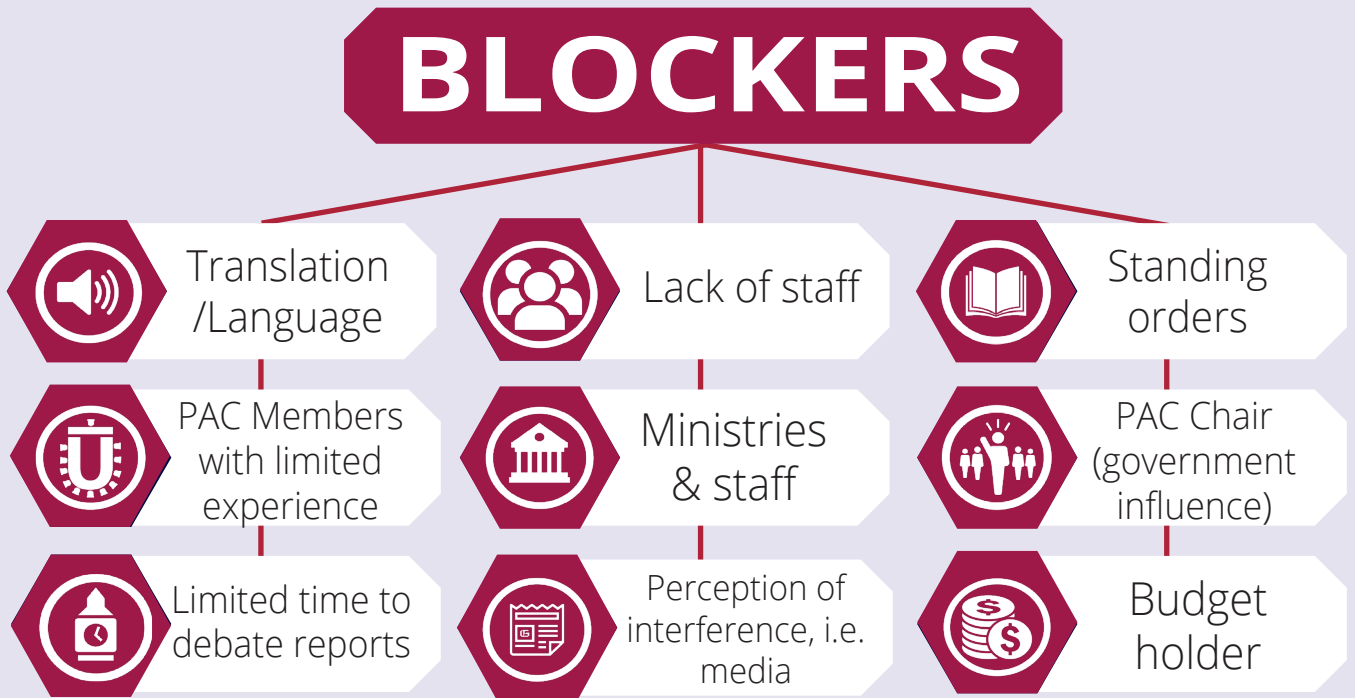 BLOCKERS
Translation
/Language
Lack of staff
Standing
orders
PAC Members
with limited
experience
Ministries
& staff
PAC Chair
(government
influence)
Limited time to
debate reports
Perception of
interference, i.e.
media
Budget
holder